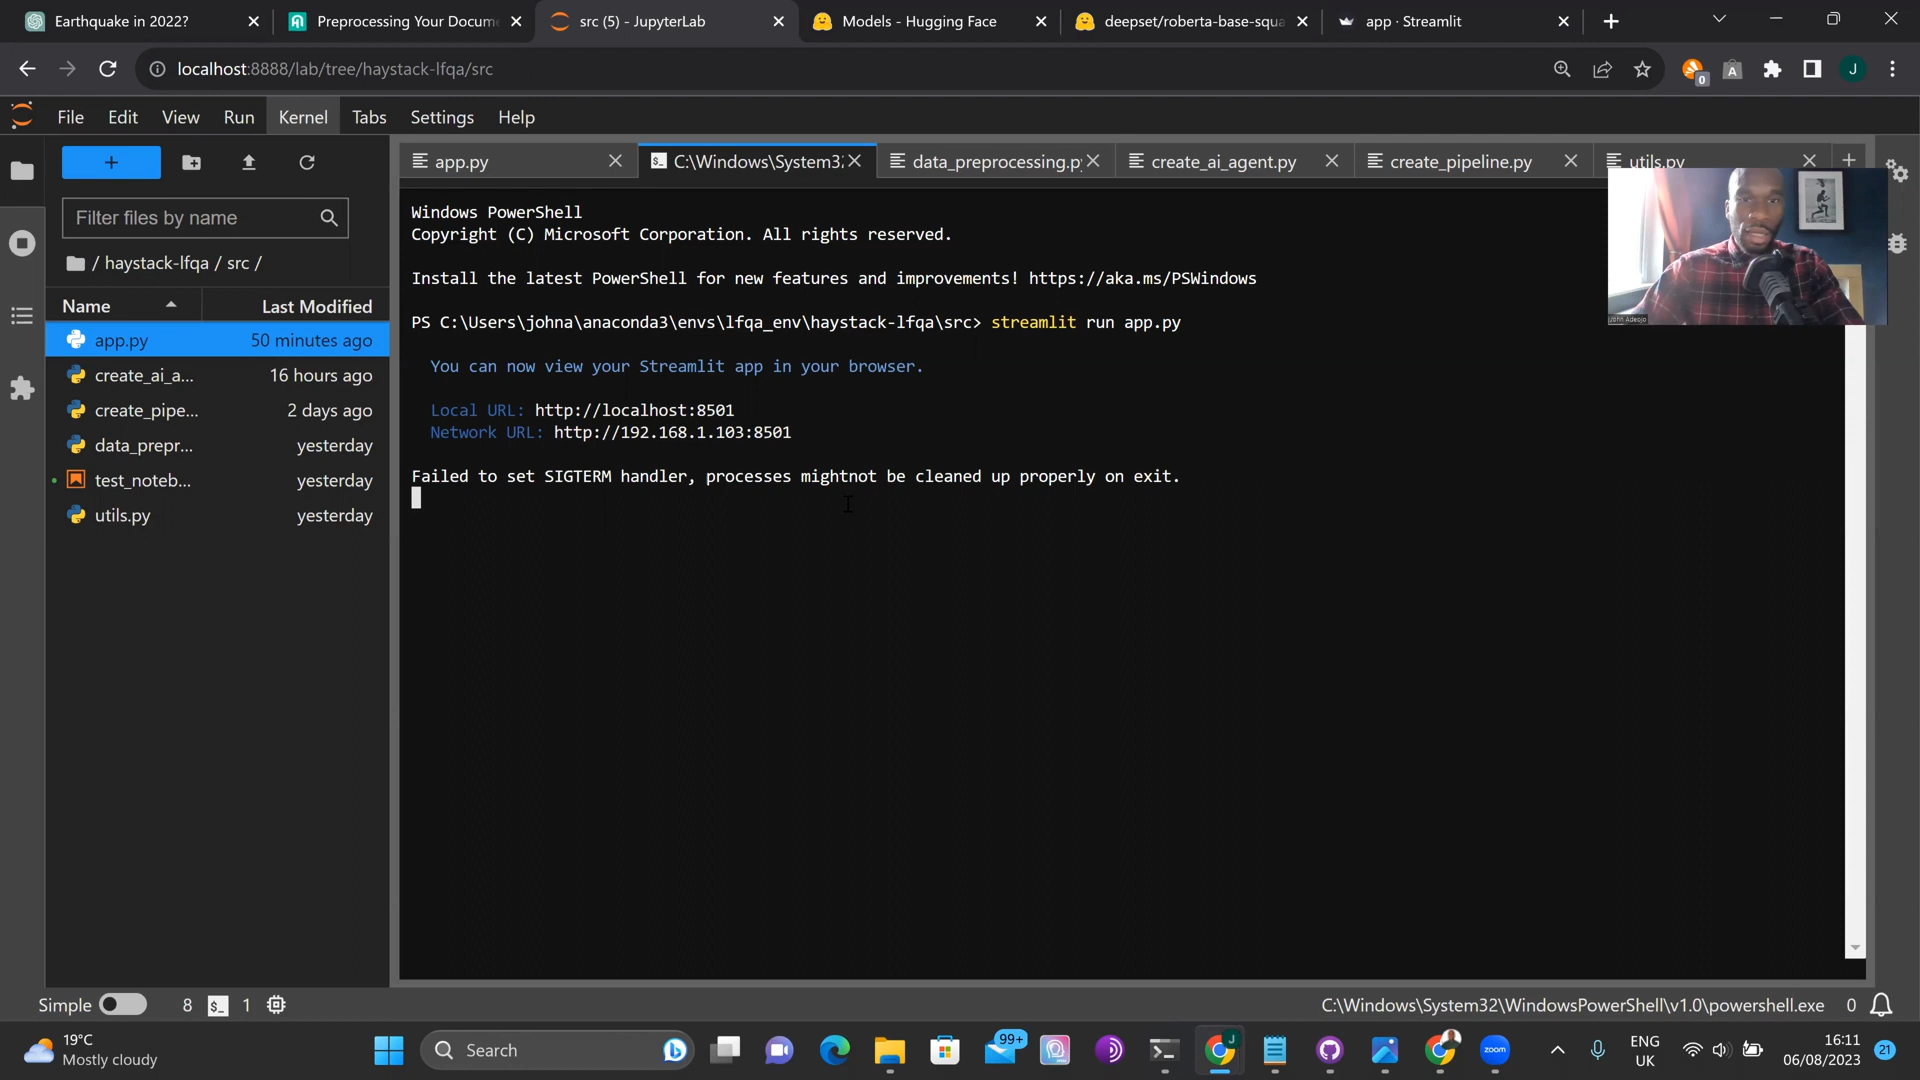 Earthquake in 2022?
Preprocessing Your Docume
src (5) - JupyterLab
Models - Hugging Face
deepset/roberta-base-squa
app · Streamlit
localhost:8888/lab/tree/haystack-lfqa/src
0
A
J
File Edit View Run Kernel Tabs Settings Help
app.py
C:\Windows\System3
data_preprocessing.py
create_ai_agent.py
create_pipeline.py
utils.py
Filter files by name
/ haystack-lfqa / src /
Name Last Modified
app.py 50 minutes ago
create_ai_a... 16 hours ago
create_pipe... 2 days ago
data_prepr... yesterday
test_noteb... yesterday
utils.py yesterday
Windows PowerShell
Copyright (C) Microsoft Corporation. All rights reserved.
Install the latest PowerShell for new features and improvements! https://aka.ms/PSWindows
PS C:\Users\johna\anaconda3\envs\lfqa_env\haystack-lfqa\src> streamlit run app.py
You can now view your Streamlit app in your browser.
Local URL: http://localhost:8501
Network URL: http://192.168.1.103:8501
Failed to set SIGTERM handler, processes mightnot be cleaned up properly on exit.
John Adeojo
Simple 8 $_ 1
C:\Windows\System32\WindowsPowerShell\v1.0\powershell.exe 0
19°C
Mostly cloudy
Search
99+
J
zoom
ENG
UK
16:11
06/08/2023
21